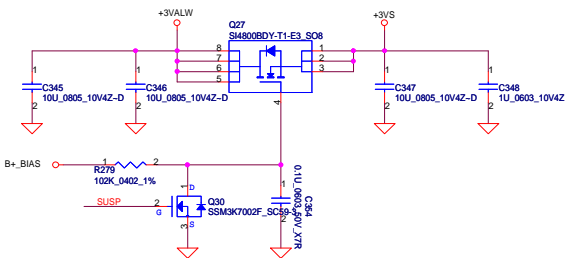 +3VALW
+3VS
Q27
SI4800BDY-T1-E3_SO8
8
7
6
5
1
2
3
4
1
C345
2
10U_0805_10V4Z~D
1
C346
2
10U_0805_10V4Z~D
1
C347
2
10U_0805_10V4Z~D
1
C348
2
1U_0603_10V4Z
B+_BIAS
1
2
R279
102K_0402_1%
SUSP
2
G
1
D
Q30
SSM3K7002F_SC59-3
3
S
1
2
C354
0.1U_0603_50V_X7R